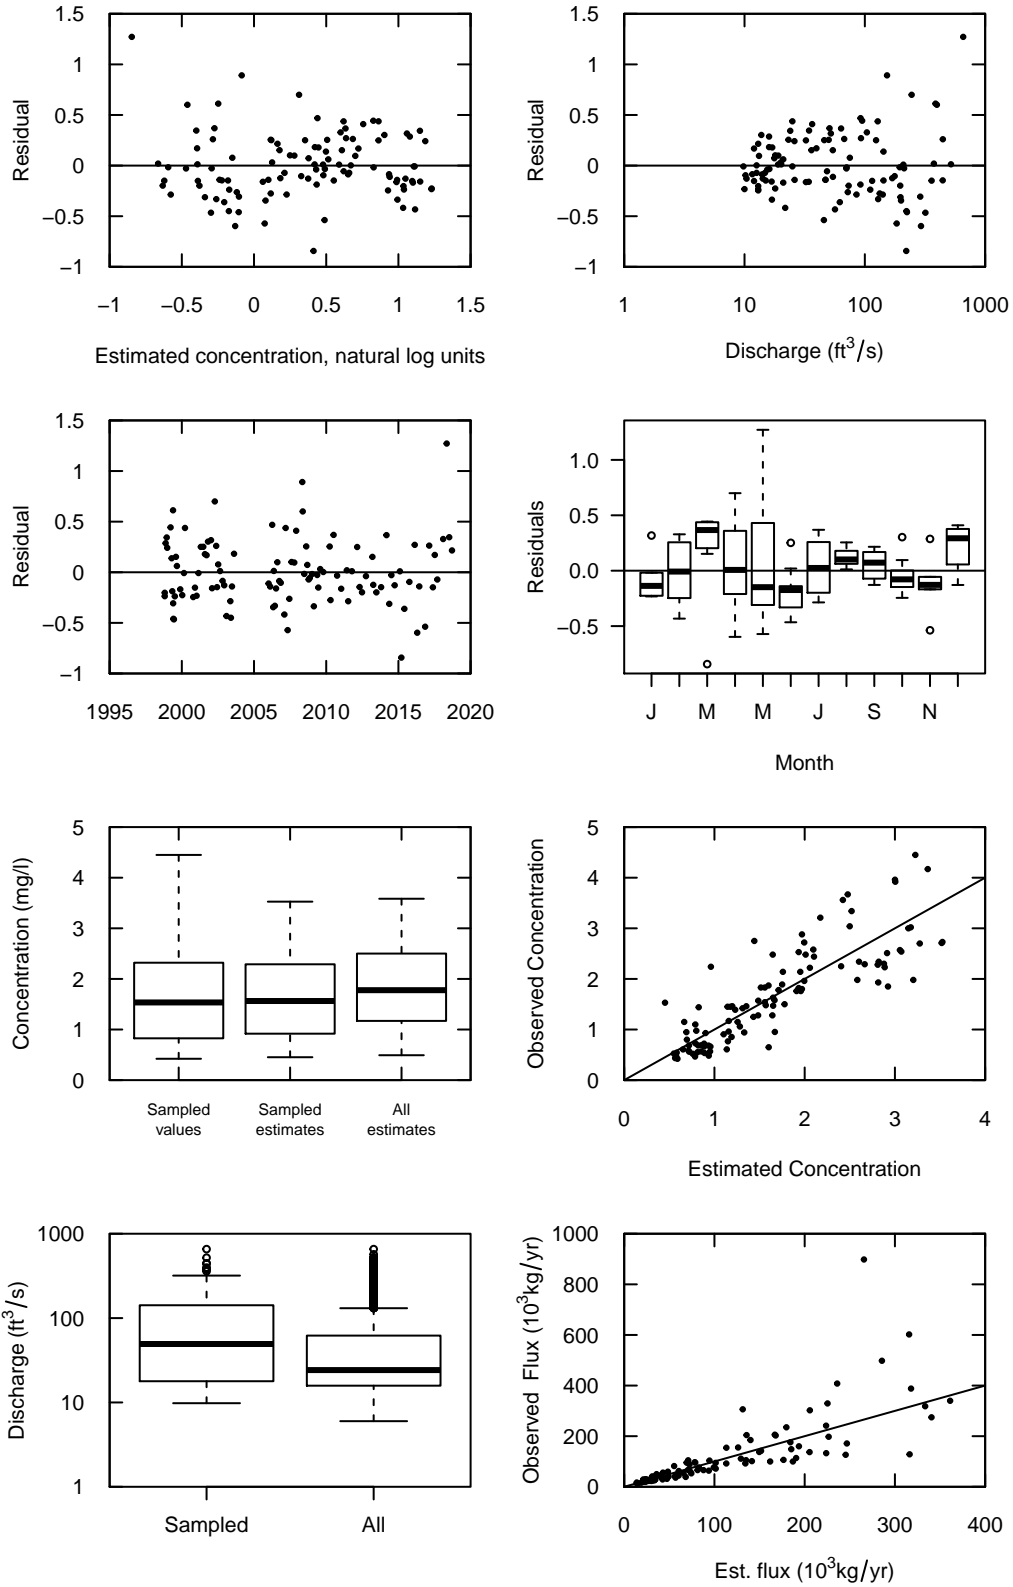 1.5
1
0.5
0
−0.5
−1
Residual
−1 −0.5 0 0.5 1 1.5
Estimated concentration, natural log units
1.5
1
0.5
0
−0.5
−1
Residual
1 10 100 1000
Discharge (ft3/s)
1.5
1
0.5
0
−0.5
−1
Residual
1995 2000 2005 2010 2015 2020
1.0
0.5
0.0
−0.5
Residuals
J M M J S N
Month
5
4
3
2
1
0
Concentration (mg/l)
Sampled Sampled All
values estimates estimates
5
4
3
2
1
0
Observed Concentration
0 1 2 3 4
Estimated Concentration
1000
100
10
1
Discharge (ft3/s)
Sampled All
1000
800
600
400
200
0
Observed Flux (103kg/yr)
0 100 200 300 400
Est. flux (103kg/yr)